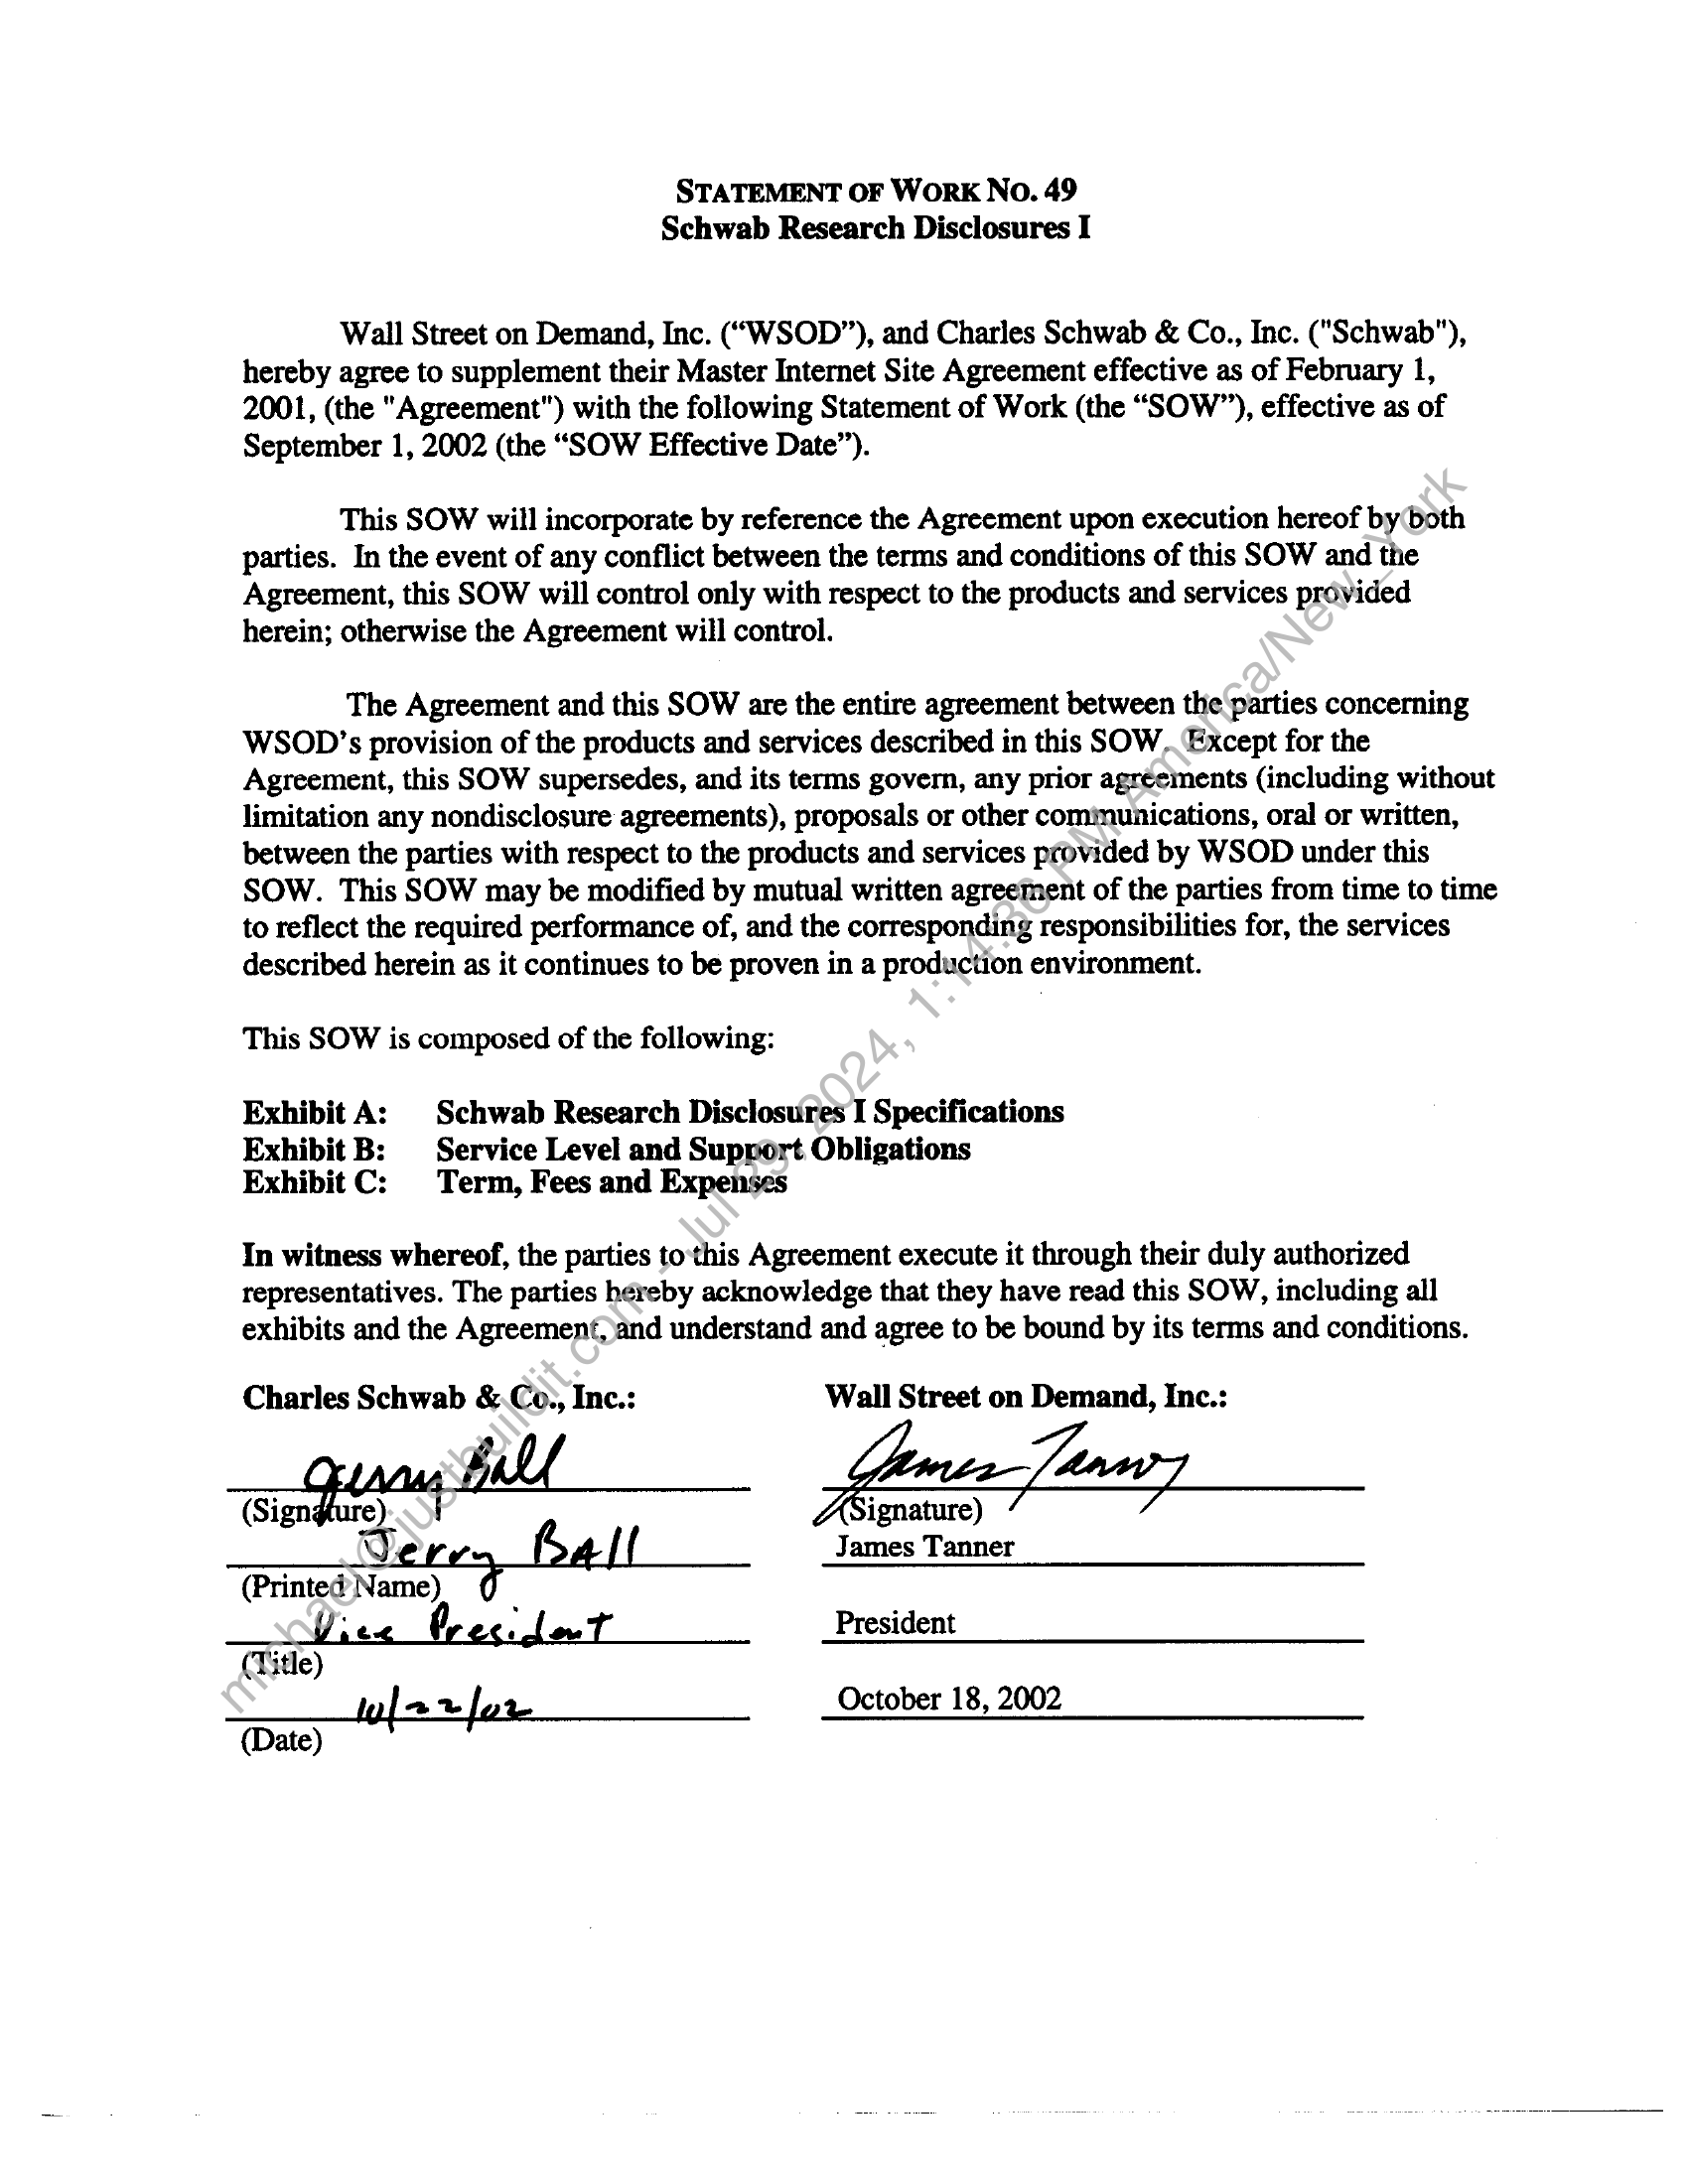 STATEMENT OF WORK NO. 49
Schwab Research Disclosures I
Wall Street on Demand, Inc. (“WSOD”), and Charles Schwab & Co., Inc. ("Schwab"),
hereby agree to supplement their Master Internet Site Agreement effective as of February 1,
2001, (the "Agreement") with the following Statement of Work (the “SOW”), effective as of
September 1, 2002 (the “SOW Effective Date”).
This SOW will incorporate by reference the Agreement upon execution hereof by both
parties. In the event of any conflict between the terms and conditions of this SOW and the
Agreement, this SOW will control only with respect to the products and services provided
herein; otherwise the Agreement will control.
The Agreement and this SOW are the entire agreement between the parties concerning
WSOD’s provision of the products and services described in this SOW. Except for the
Agreement, this SOW supersedes, and its terms govern, any prior agreements (including without
limitation any nondisclosure agreements), proposals or other communications, oral or written,
between the parties with respect to the products and services provided by WSOD under this
SOW. This SOW may be modified by mutual written agreement of the parties from time to time
to reflect the required performance of, and the corresponding responsibilities for, the services
described herein as it continues to be proven in a production environment.
This SOW is composed of the following:
Exhibit A: Schwab Research Disclosures I Specifications
Exhibit B: Service Level and Support Obligations
Exhibit C: Term, Fees and Expenses
In witness whereof, the parties to this Agreement execute it through their duly authorized
representatives. The parties hereby acknowledge that they have read this SOW, including all
exhibits and the Agreement, and understand and agree to be bound by its terms and conditions.
Charles Schwab & Co., Inc.: Wall Street on Demand, Inc.:
Jerry Ball James Tanner
(Signature) (Signature)
Jerry BAll James Tanner
(Printed Name)
Vice President President
(Title)
10/22/02 October 18, 2002
(Date)
michael@justbuildit.com - Jul 29, 2024, 1:14:36 PM America/New_York